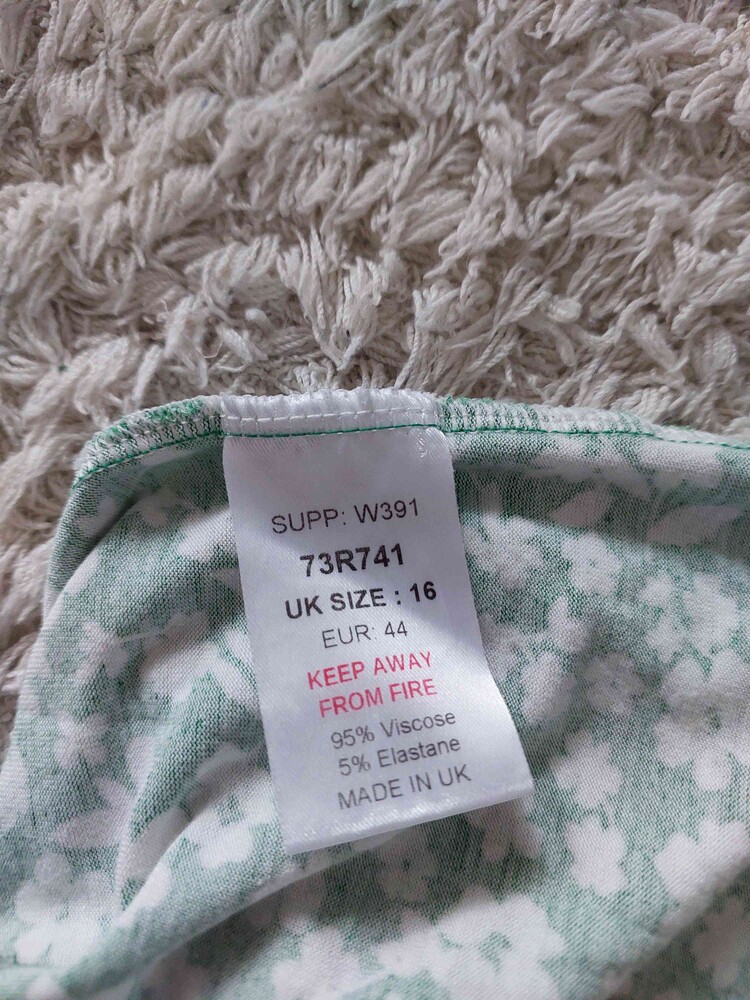 SUPP: W391
73R741
UK SIZE : 16
EUR: 44
KEEP AWAY
FROM FIRE
95% Viscose
5% Elastane
MADE IN UK